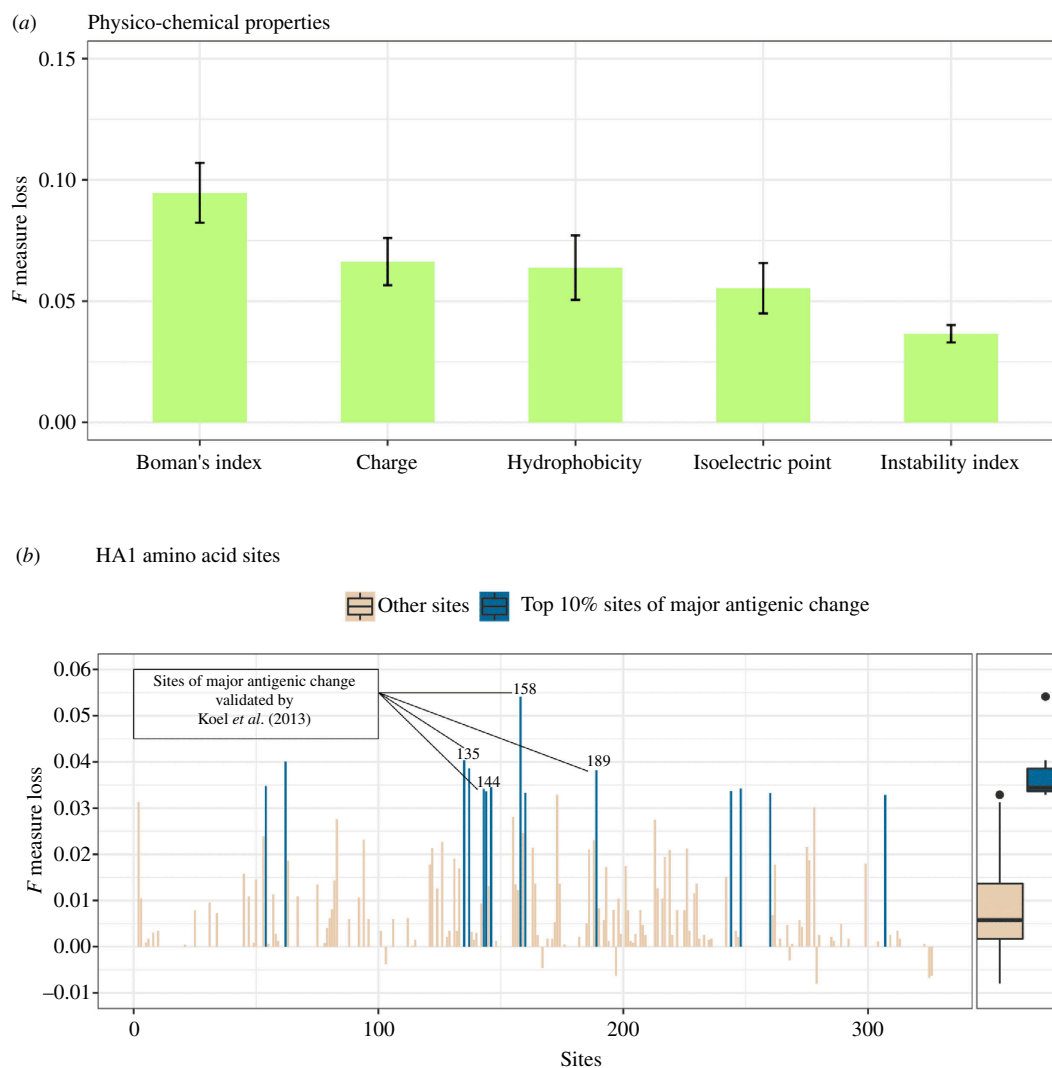 (a) Physico-chemical properties
0.15
0.10
0.05
0.00
F measure loss
Boman's index Charge Hydrophobicity Isoelectric point Instability index
(b) HA1 amino acid sites
Other sites Top 10% sites of major antigenic change
0.06
0.05
0.04
0.03
0.02
0.01
0.00
–0.01
F measure loss
Sites of major antigenic change
validated by
Koel et al. (2013)
158
135
144
189
0 100 200 300
Sites